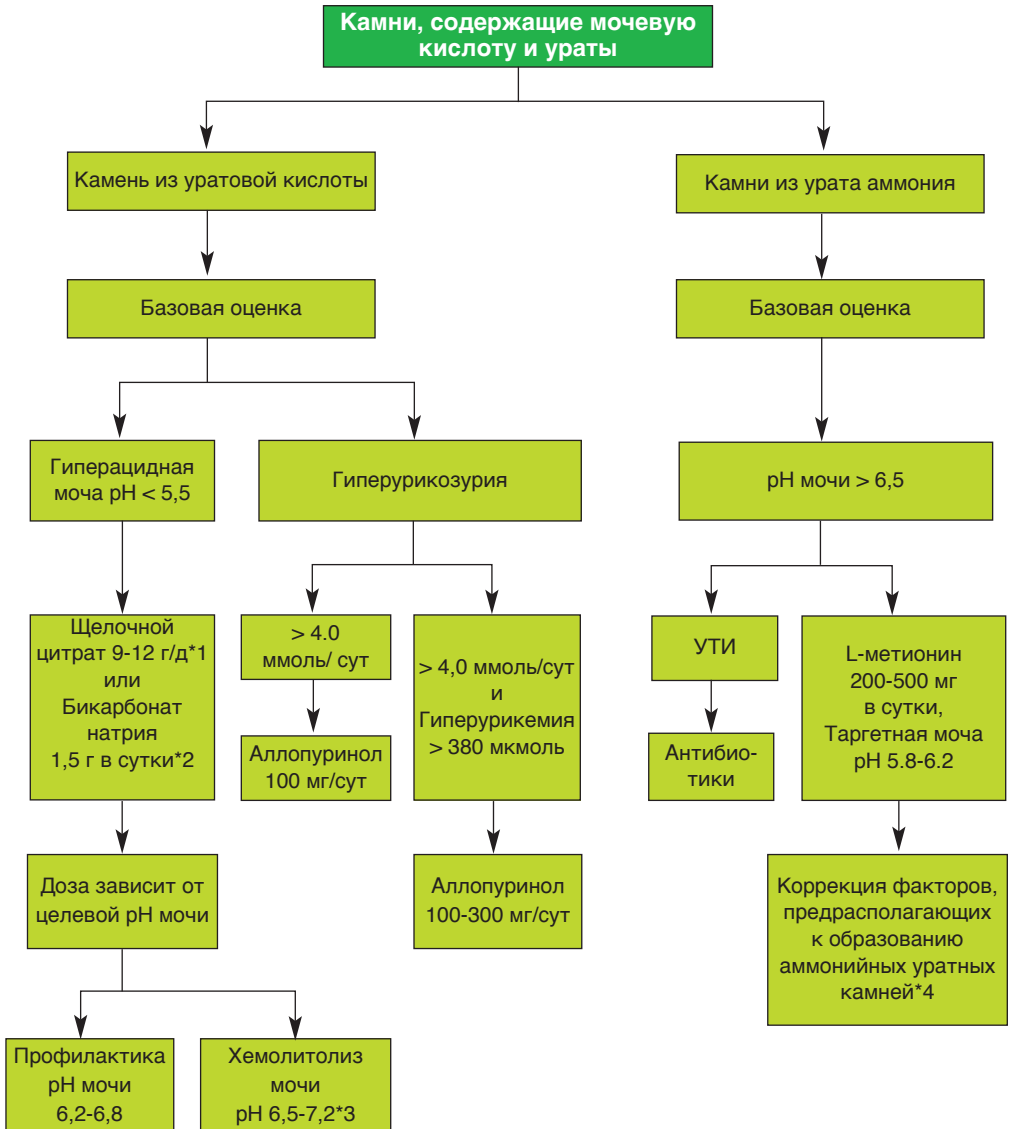 Камни, содержащие мочевую
кислоту и ураты
Камень из уратовой кислоты
Камни из урата аммония
Базовая оценка
Базовая оценка
Гиперацидная
моча pH < 5,5
Гиперурикозурия
pH мочи > 6,5
Щелочной
цитрат 9-12 г/д*1
или
Бикарбонат
натрия
1,5 г в сутки*2
> 4.0
ммоль/ сут
Аллопуринол
100 мг/сут
> 4,0 ммоль/сут
и
Гиперурикемия
> 380 мкмоль
УТИ
Антибио-
тики
L-метионин
200-500 мг
в сутки,
Таргетная моча
pH 5.8-6.2
Доза зависит от
целевой pH мочи
Аллопуринол
100-300 мг/сут
Коррекция факторов,
предрасполагающих
к образованию
аммонийных уратных
камней*4
Профилактика
pH мочи
6,2-6,8
Хемолитолиз
мочи
pH 6,5-7,2*3